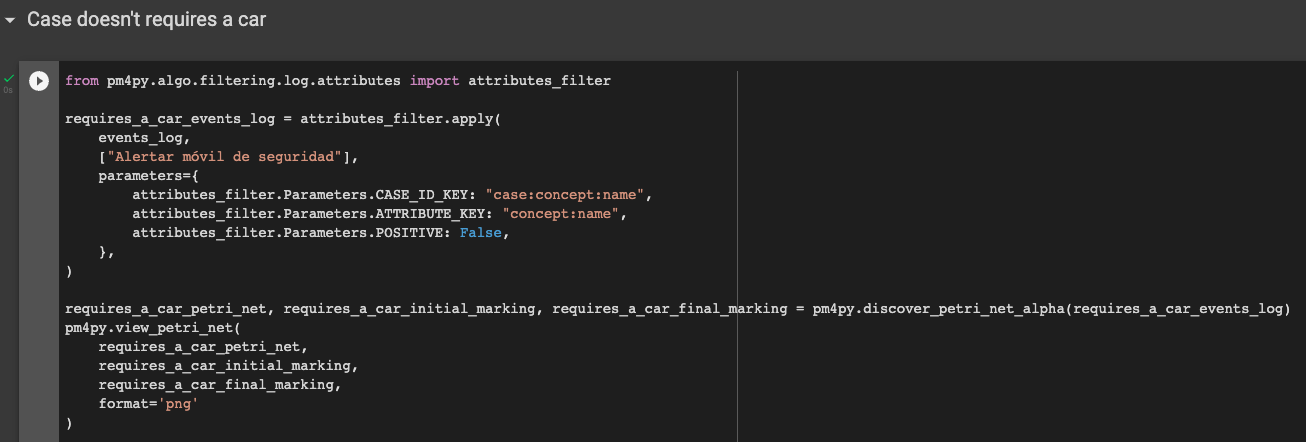 Case doesn't requires a car
0s
from pm4py.algo.filtering.log.attributes import attributes_filter
requires_a_car_events_log = attributes_filter.apply(
events_log,
["Alertar móvil de seguridad"],
parameters={
attributes_filter.Parameters.CASE_ID_KEY: "case:concept:name",
attributes_filter.Parameters.ATTRIBUTE_KEY: "concept:name",
attributes_filter.Parameters.POSITIVE: False,
},
)
requires_a_car_petri_net, requires_a_car_initial_marking, requires_a_car_final_marking = pm4py.discover_petri_net_alpha(requires_a_car_events_log)
pm4py.view_petri_net(
requires_a_car_petri_net,
requires_a_car_initial_marking,
requires_a_car_final_marking,
format='png'
)